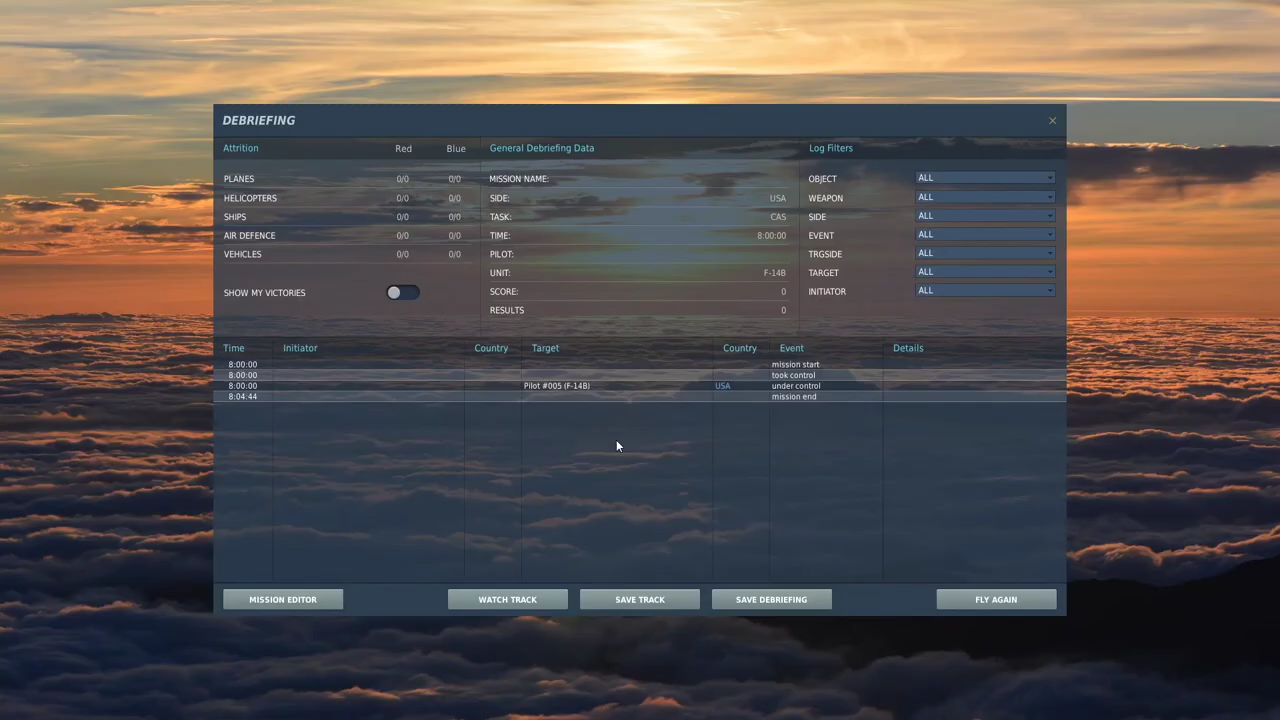 DEBRIEFING
Attrition Red Blue General Debriefing Data Log Filters
PLANES 0/0 0/0 MISSION NAME: OBJECT ALL
HELICOPTERS 0/0 0/0 SIDE: USA WEAPON ALL
SHIPS 0/0 0/0 TASK: CAS SIDE ALL
AIR DEFENCE 0/0 0/0 TIME: 8:00:00 EVENT ALL
VEHICLES 0/0 0/0 PILOT: TRGSIDE ALL
UNIT: F-14B TARGET ALL
SHOW MY VICTORIES SCORE: 0 INITIATOR ALL
RESULTS 0
Time Initiator Country Target Country Event Details
8:00:00 mission start
8:00:00 took control
8:00:00 Pilot #005 (F-14B) USA under control
8:04:44 mission end
MISSION EDITOR WATCH TRACK SAVE TRACK SAVE DEBRIEFING FLY AGAIN